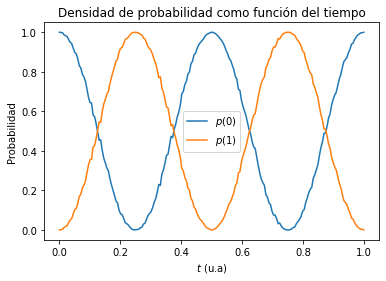 Densidad de probabilidad como función del tiempo
Probabilidad
1.0
0.8
0.6
0.4
0.2
0.0
p(0)
p(1)
0.0 0.2 0.4 0.6 0.8 1.0
t (u.a)